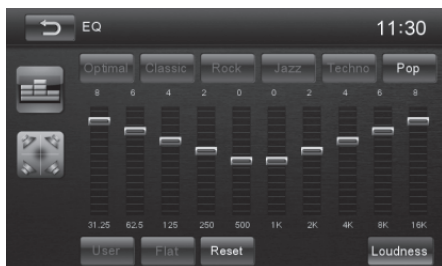 EQ 11:30
Optimal Classic Rock Jazz Techno Pop
8 6 4 2 0 0 2 4 6 8
31.25 62.5 125 250 500 1K 2K 4K 8K 16K
User Flat Reset Loudness